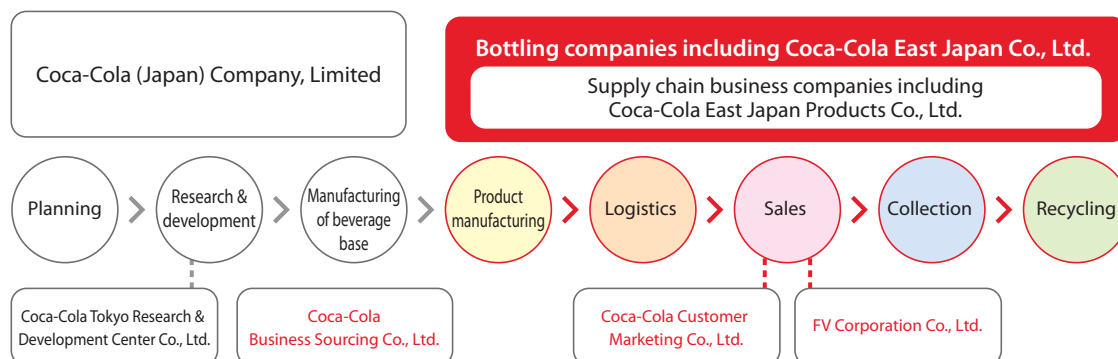 Coca-Cola (Japan) Company, Limited
Bottling companies including Coca-Cola East Japan Co., Ltd.
Supply chain business companies including
Coca-Cola East Japan Products Co., Ltd.
Planning
Research &
development
Manufacturing
of beverage
base
Product
manufacturing
Logistics
Sales
Collection
Recycling
Coca-Cola Tokyo Research &
Development Center Co., Ltd.
Coca-Cola
Business Sourcing Co., Ltd.
Coca-Cola Customer
Marketing Co., Ltd.
FV Corporation Co., Ltd.